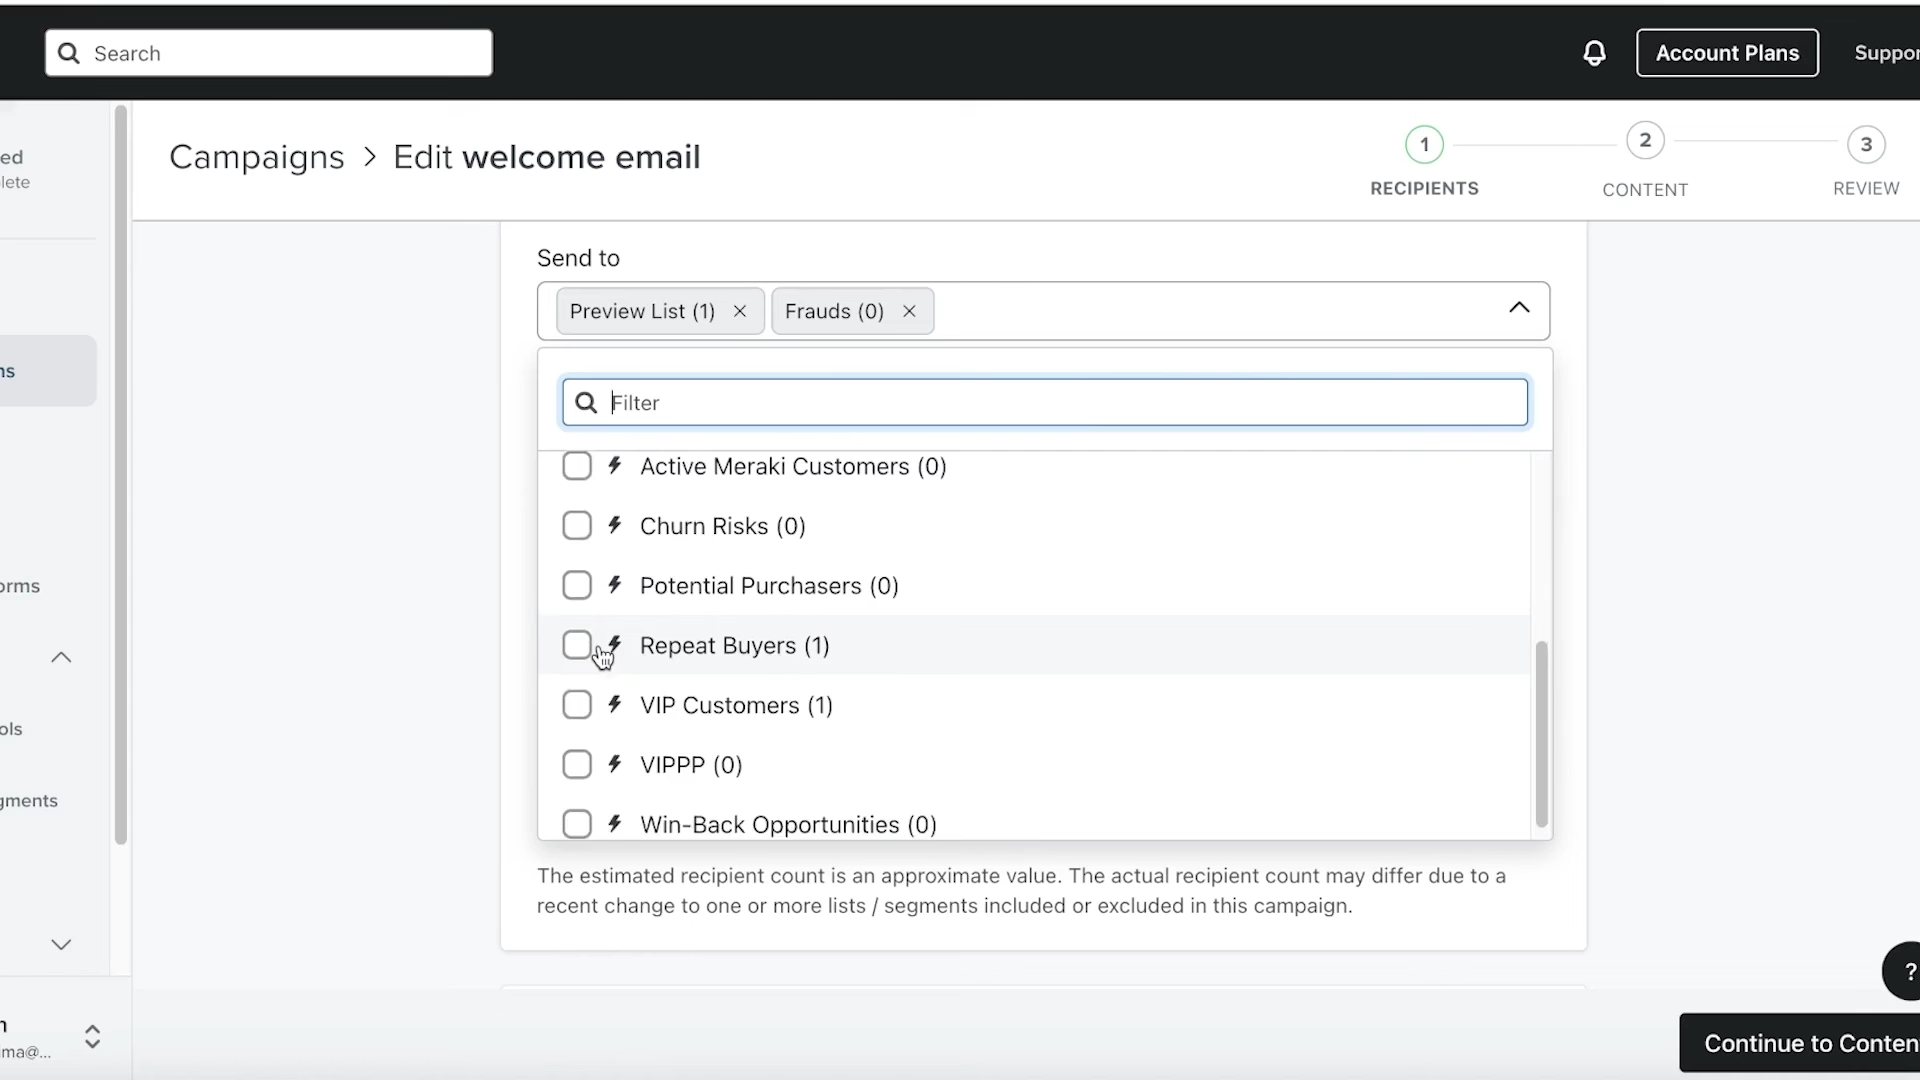 Search
Account Plans
Suppor
ed
lete
Campaigns > Edit welcome email
1
2
3
RECIPIENTS
CONTENT
REVIEW
Send to
Preview List (1) ×
Frauds (0) ×
ns
Filter
Active Meraki Customers (0)
Churn Risks (0)
Potential Purchasers (0)
orms
Repeat Buyers (1)
VIP Customers (1)
ols
VIPPP (0)
gments
Win-Back Opportunities (0)
The estimated recipient count is an approximate value. The actual recipient count may differ due to a
recent change to one or more lists / segments included or excluded in this campaign.
?
n
ma@...
Continue to Conten